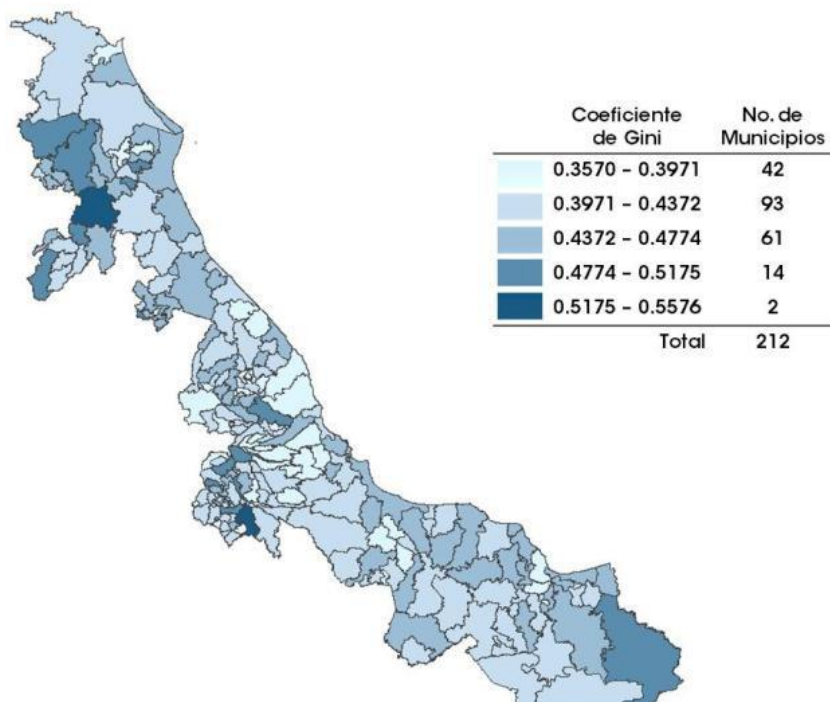 Coeficiente de Gini No. de Municipios
0.3570 – 0.3971 42
0.3971 – 0.4372 93
0.4372 – 0.4774 61
0.4774 – 0.5175 14
0.5175 – 0.5576 2
Total 212